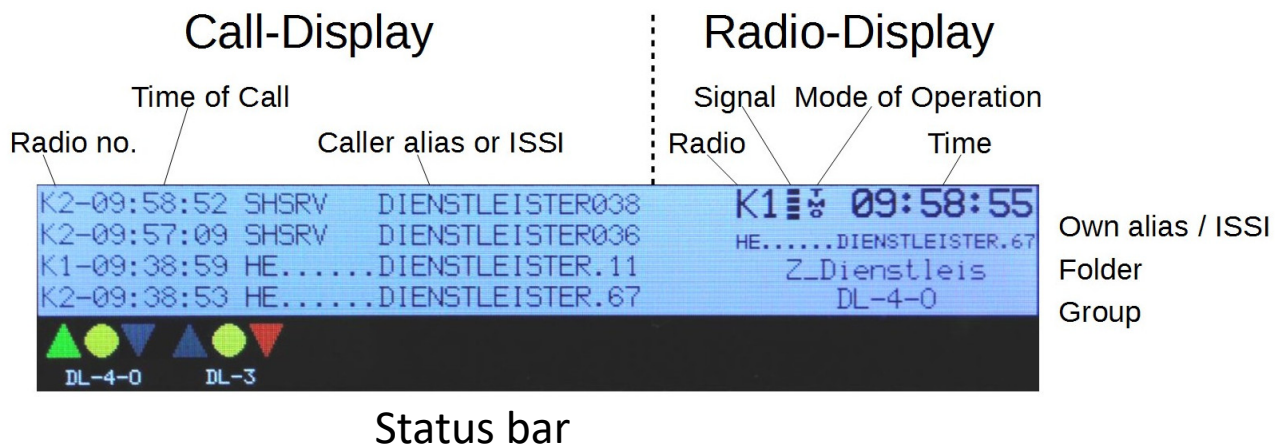 Call-Display
Radio-Display
Time of Call
Signal
Mode of Operation
Radio no.
Caller alias or ISSI
Radio
Time
K2-09:58:52 SHSRV DIENSTLEISTER038
K2-09:57:09 SHSRV DIENSTLEISTER036
K1-09:38:59 HE......DIENSTLEISTER.11
K2-09:38:53 HE......DIENSTLEISTER.67
K1 TMO 09:58:55
HE......DIENSTLEISTER.67
Z_Dienstleis
DL-4-O
Own alias / ISSI
Folder
Group
DL-4-O
DL-3
Status bar